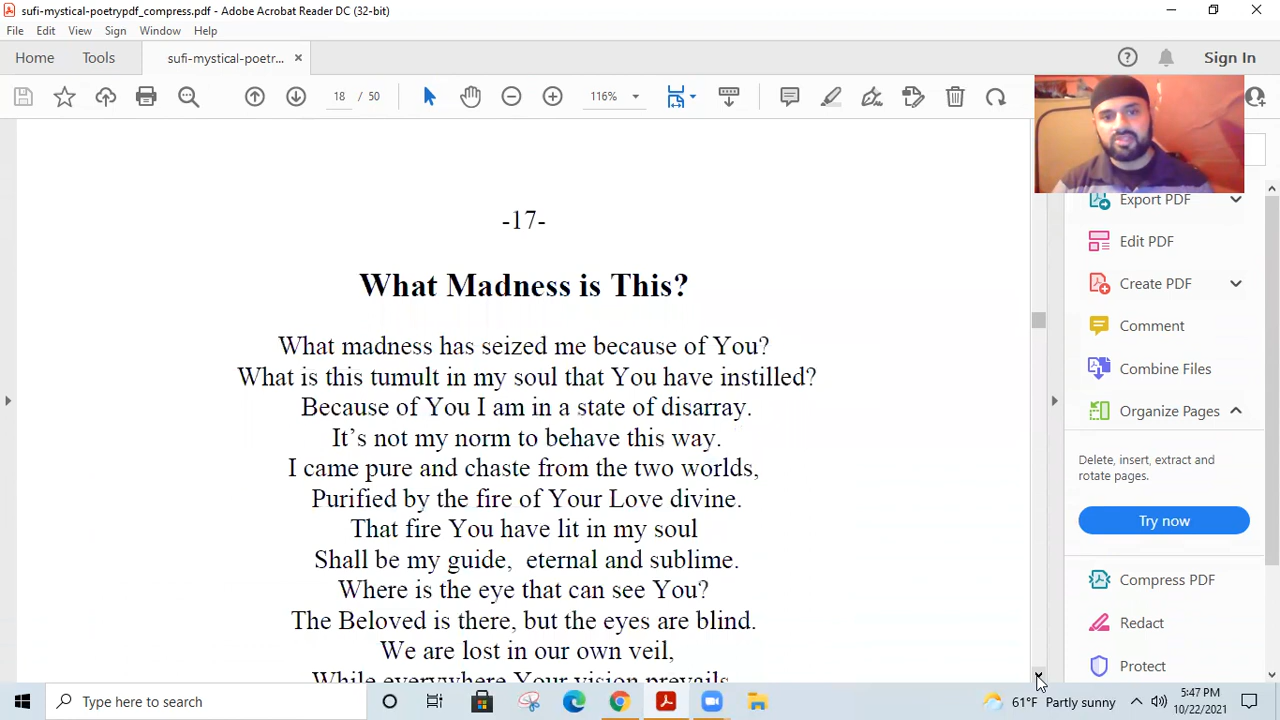 sufi-mystical-poetrypdf_compress.pdf - Adobe Acrobat Reader DC (32-bit)
File Edit View Sign Window Help
Home Tools sufi-mystical-poetr... ×
Sign In
18 / 50
116%
-17-
What Madness is This?
What madness has seized me because of You?
What is this tumult in my soul that You have instilled?
Because of You I am in a state of disarray.
It’s not my norm to behave this way.
I came pure and chaste from the two worlds,
Purified by the fire of Your Love divine.
That fire You have lit in my soul
Shall be my guide, eternal and sublime.
Where is the eye that can see You?
The Beloved is there, but the eyes are blind.
We are lost in our own veil,
While everywhere Your vision prevails
Export PDF
Edit PDF
Create PDF
Comment
Combine Files
Organize Pages
Delete, insert, extract and
rotate pages.
Try now
Compress PDF
Redact
Protect
Type here to search
61°F Partly sunny
5:47 PM
10/22/2021